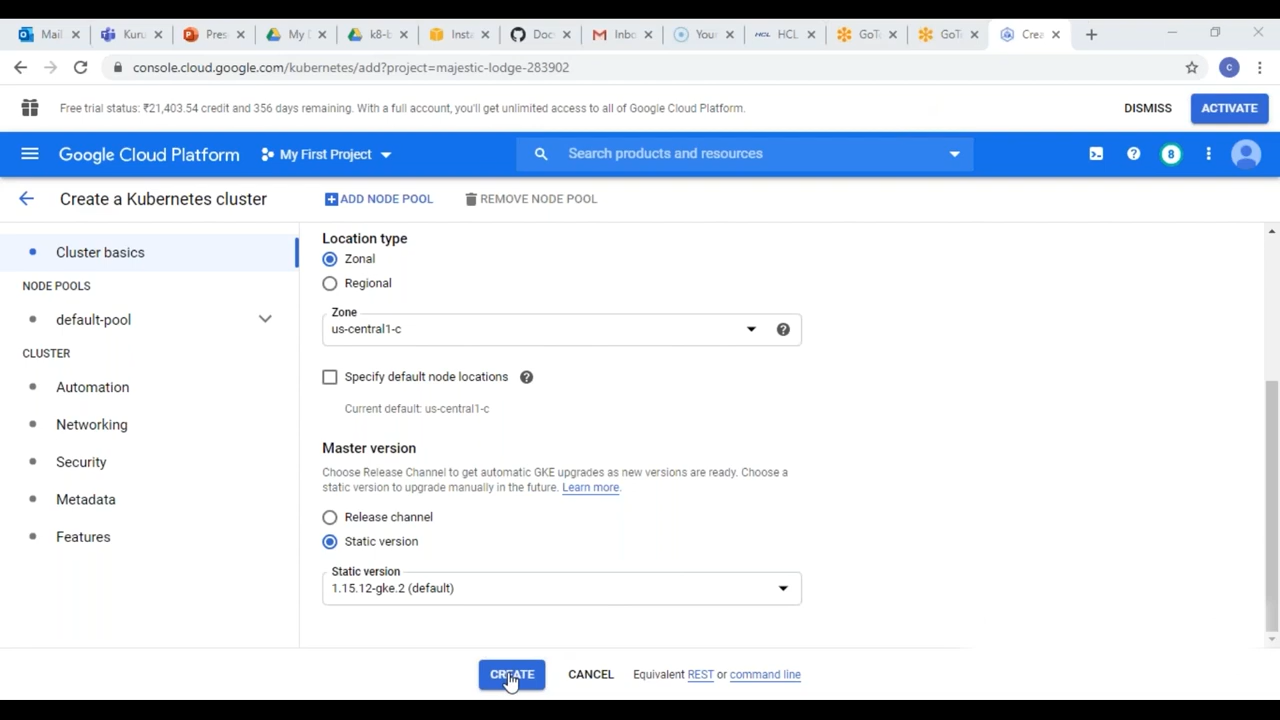 Mail
Kuru
Pres
My D
k8-b
Insta
Doc
Inbo
You
HCL HCL
GoTo
GoTo
Crea
console.cloud.google.com/kubernetes/add?project=majestic-lodge-283902
C
Free trial status: ₹21,403.54 credit and 356 days remaining. With a full account, you'll get unlimited access to all of Google Cloud Platform.
DISMISS
ACTIVATE
Google Cloud Platform
My First Project
Search products and resources
8
Create a Kubernetes cluster
ADD NODE POOL
REMOVE NODE POOL
Cluster basics
NODE POOLS
default-pool
CLUSTER
Automation
Networking
Security
Metadata
Features
Location type
Zonal
Regional
Zone
us-central1-c
Specify default node locations
Current default: us-central1-c
Master version
Choose Release Channel to get automatic GKE upgrades as new versions are ready. Choose a
static version to upgrade manually in the future. Learn more.
Release channel
Static version
Static version
1.15.12-gke.2 (default)
CREATE
CANCEL
Equivalent REST or command line